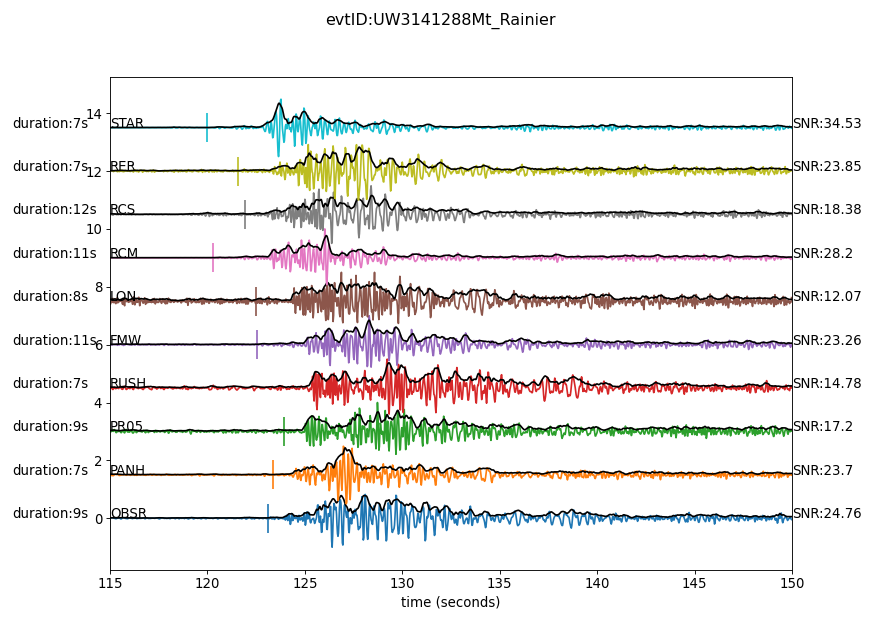 evtID:UW3141288Mt_Rainier
14
duration:7s STAR SNR:34.53
duration:7s RER SNR:23.85
12
duration:12s RCS SNR:18.38
10
duration:11s RCM SNR:28.2
8
duration:8s LON SNR:12.07
duration:11s FMW SNR:23.26
6
duration:7s RUSH SNR:14.78
4
duration:9s PR05 SNR:17.2
2
duration:7s PANH SNR:23.7
duration:9s OBSR SNR:24.76
0
115 120 125 130 135 140 145 150
time (seconds)